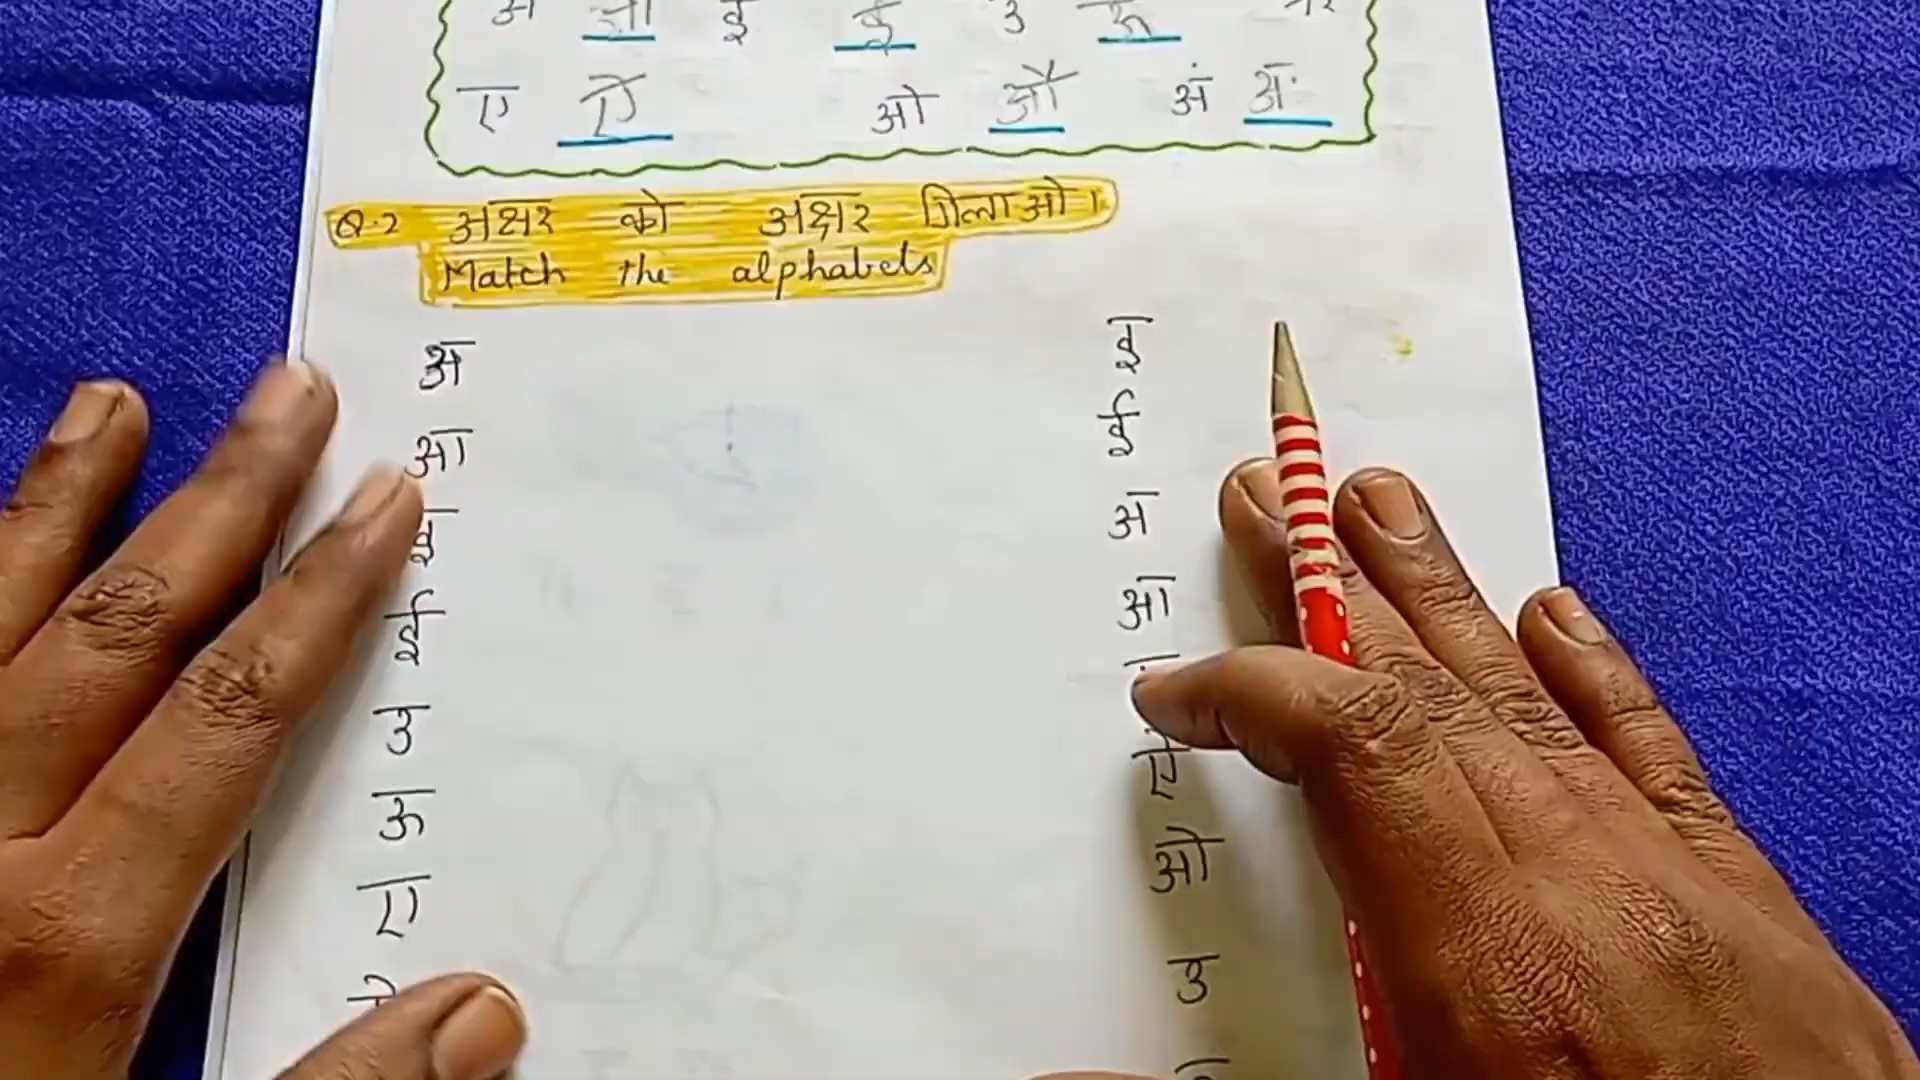 अ आ इ ई उ ऊ
ए ऐ ओ औ अं अः
Q.2 अक्षर को अक्षर मिलाओ।
Match the alphabets
अ इ
आ ई
इ अ
ई आ
उ
ऊ ऐ
ए ओ
उ